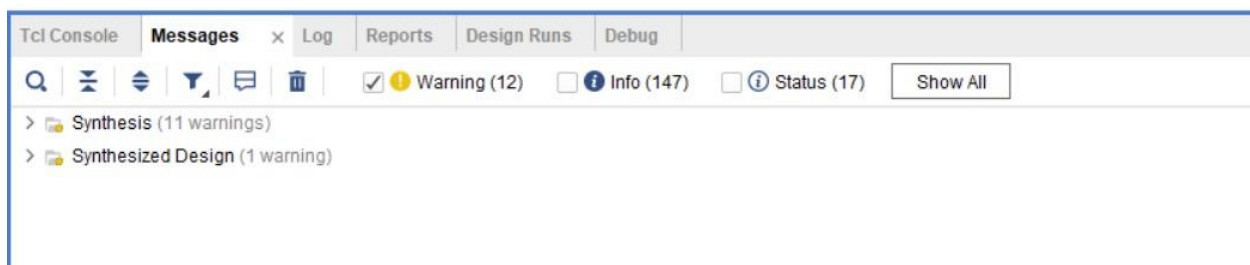 Tcl Console Messages × Log Reports Design Runs Debug
Warning (12) Info (147) Status (17) Show All
Synthesis (11 warnings)
Synthesized Design (1 warning)